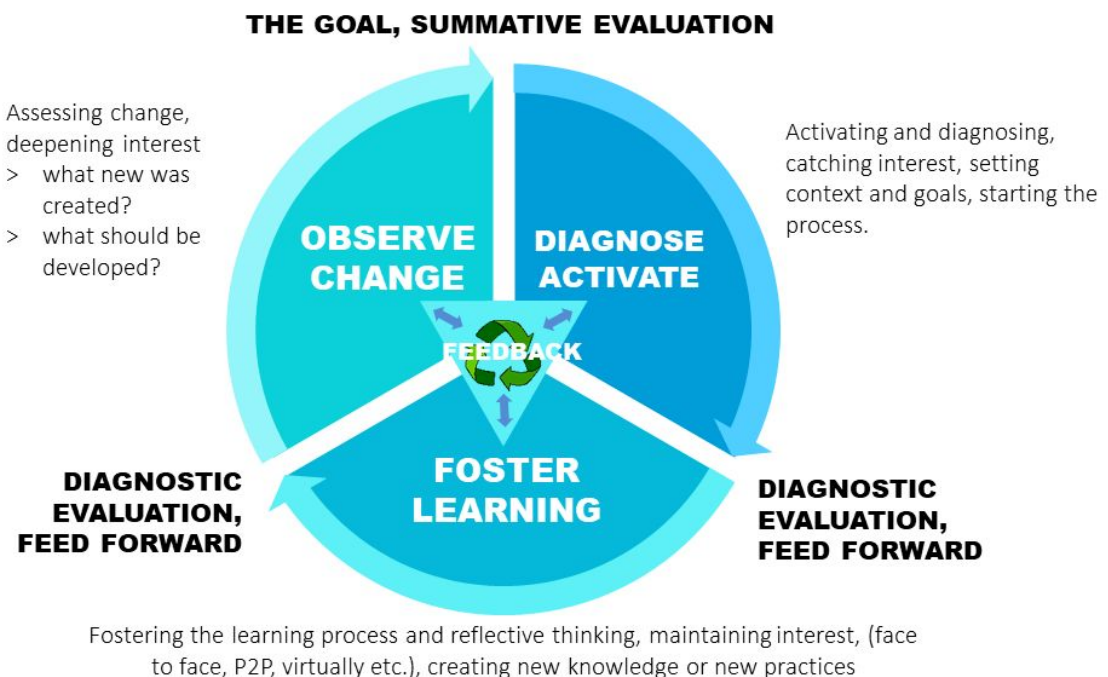 THE GOAL, SUMMATIVE EVALUATION
Assessing change,
deepening interest
> what new was
created?
> what should be
developed?
Activating and diagnosing,
catching interest, setting
context and goals, starting the
process.
OBSERVE
CHANGE
DIAGNOSE
ACTIVATE
FEEDBACK
FOSTER
LEARNING
DIAGNOSTIC
EVALUATION,
FEED FORWARD
DIAGNOSTIC
EVALUATION,
FEED FORWARD
Fostering the learning process and reflective thinking, maintaining interest, (face
to face, P2P, virtually etc.), creating new knowledge or new practices